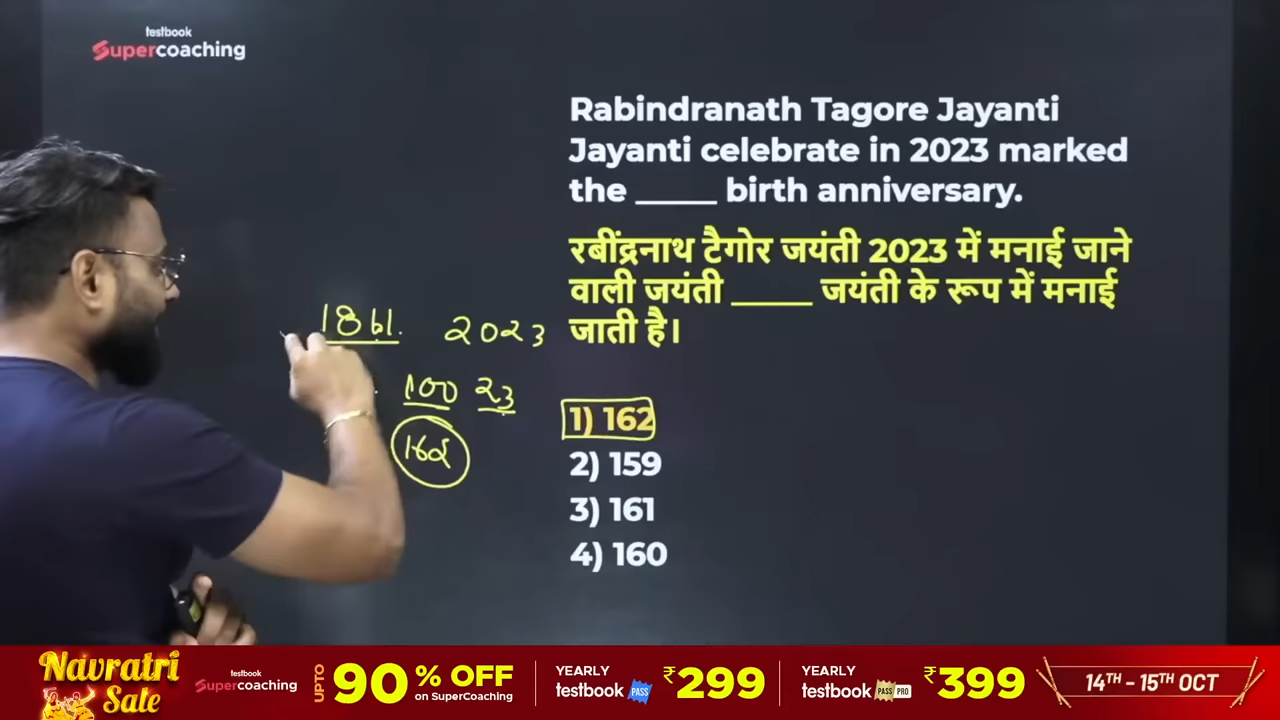 testbook
Supercoaching
Rabindranath Tagore Jayanti
Jayanti celebrate in 2023 marked
the _____ birth anniversary.
रबींद्रनाथ टैगोर जयंती 2023 में मनाई जाने
वाली जयंती _____ जयंती के रूप में मनाई
जाती है।
1861. 2023
100 23
162
1) 162
2) 159
3) 161
4) 160
Navratri
Sale
testbook
Supercoaching
UPTO 90% OFF
on SuperCoaching
YEARLY
testbook PASS
₹299
YEARLY
testbook PASS PRO
₹399
14TH - 15TH OCT